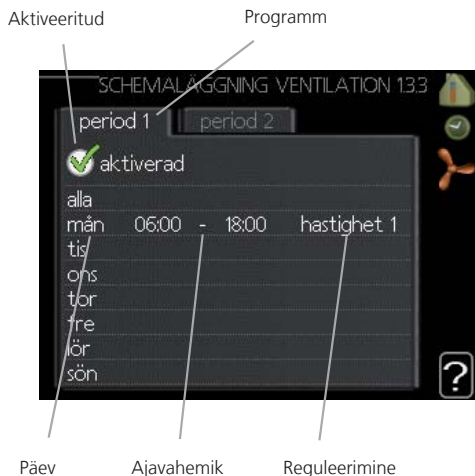 Aktiveeritud Programm
SCHEMALÄGGNING VENTILATION 1.3.3
period 1 period 2
aktiverad
alla
mån 06:00 - 18:00 hastighet 1
tis
ons
tor
fre
lör
sön
?
Päev Ajavahemik Reguleerimine